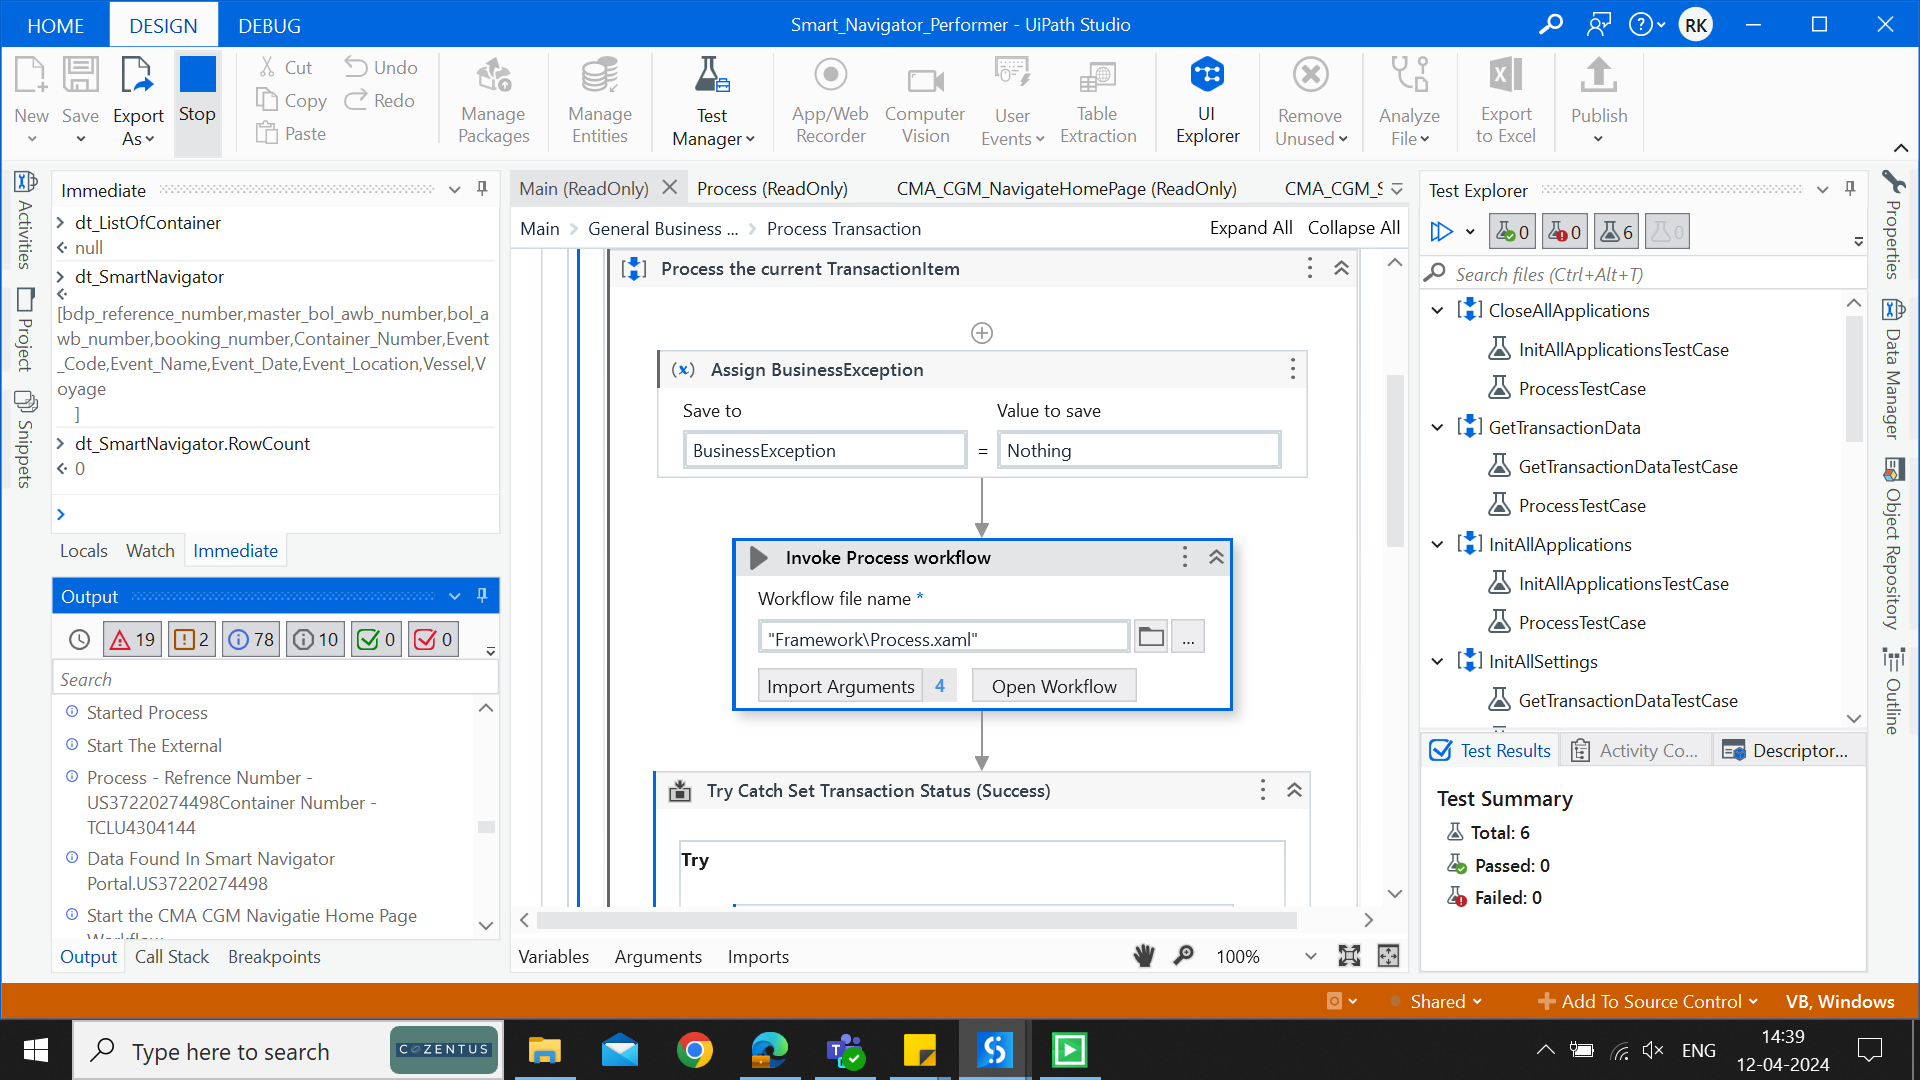 HOME
DESIGN
DEBUG
Smart_Navigator_Performer - UiPath Studio
RK
New
Save
Export As
Stop
Cut
Copy
Paste
Undo
Redo
Manage Packages
Manage Entities
Test Manager
App/Web Recorder
Computer Vision
User Events
Table Extraction
UI Explorer
Remove Unused
Analyze File
Export to Excel
Publish
Activities
Project
Snippets
Immediate
dt_ListOfContainer
null
dt_SmartNavigator
[bdp_reference_number,master_bol_awb_number,bol_a
wb_number,booking_number,Container_Number,Event
_Code,Event_Name,Event_Date,Event_Location,Vessel,V
oyage
]
dt_SmartNavigator.RowCount
0
Locals
Watch
Immediate
Output
19
2
78
10
0
0
Search
Started Process
Start The External
Process - Refrence Number -
US37220274498Container Number -
TCLU4304144
Data Found In Smart Navigator
Portal.US37220274498
Start the CMA CGM Navigatie Home Page
Output
Call Stack
Breakpoints
Main (ReadOnly)
Process (ReadOnly)
CMA_CGM_NavigateHomePage (ReadOnly)
CMA_CGM_S
Main
General Business ...
Process Transaction
Expand All
Collapse All
Process the current TransactionItem
Assign BusinessException
Save to
Value to save
BusinessException
=
Nothing
Invoke Process workflow
Workflow file name *
"Framework\Process.xaml"
...
Import Arguments
4
Open Workflow
Try Catch Set Transaction Status (Success)
Try
Variables
Arguments
Imports
100%
Test Explorer
0
0
6
0
Search files (Ctrl+Alt+T)
CloseAllApplications
InitAllApplicationsTestCase
ProcessTestCase
GetTransactionData
GetTransactionDataTestCase
ProcessTestCase
InitAllApplications
InitAllApplicationsTestCase
ProcessTestCase
InitAllSettings
GetTransactionDataTestCase
Test Results
Activity Co...
Descriptor...
Test Summary
Total: 6
Passed: 0
Failed: 0
Properties
Data Manager
Object Repository
Outline
Shared
Add To Source Control
VB, Windows
Type here to search
COZENTUS
ENG
14:39
12-04-2024